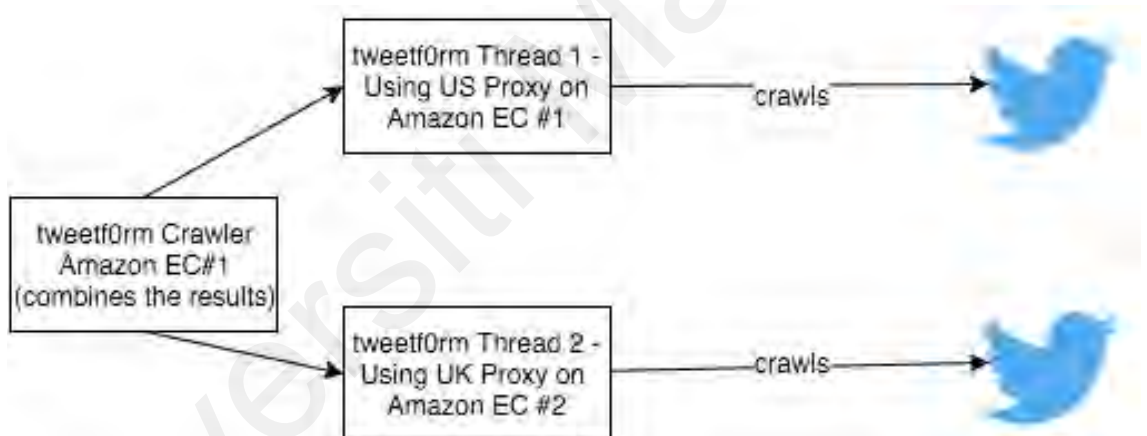 tweetf0rm Thread 1 -
Using US Proxy on
Amazon EC #1
crawls
tweetf0rm Crawler
Amazon EC#1
(combines the results)
tweetf0rm Thread 2 -
Using UK Proxy on
Amazon EC #2
crawls